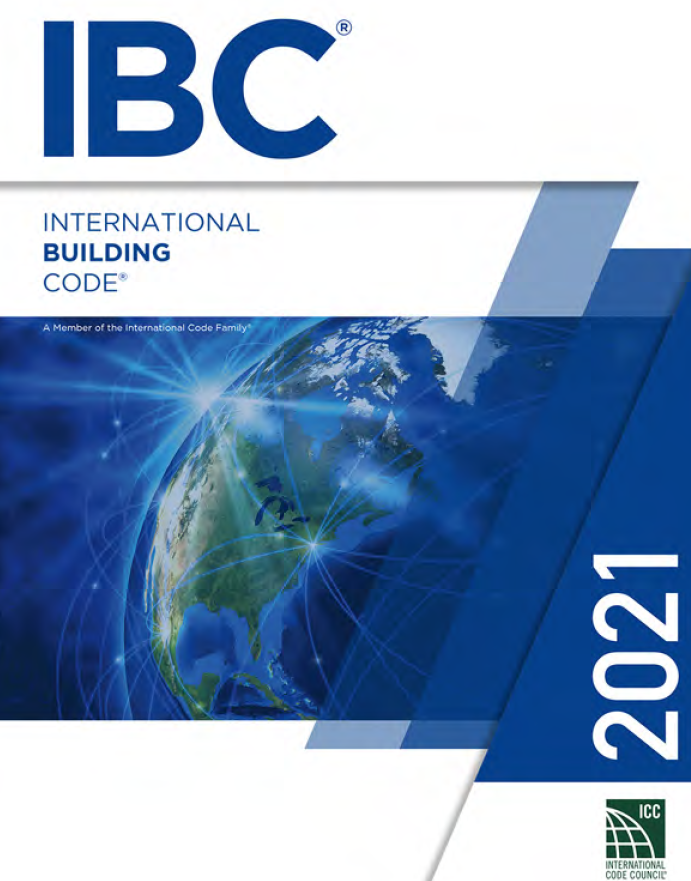 IBC®
INTERNATIONAL
BUILDING
CODE®
A Member of the International Code Family®
2021
ICC
INTERNATIONAL
CODE COUNCIL®